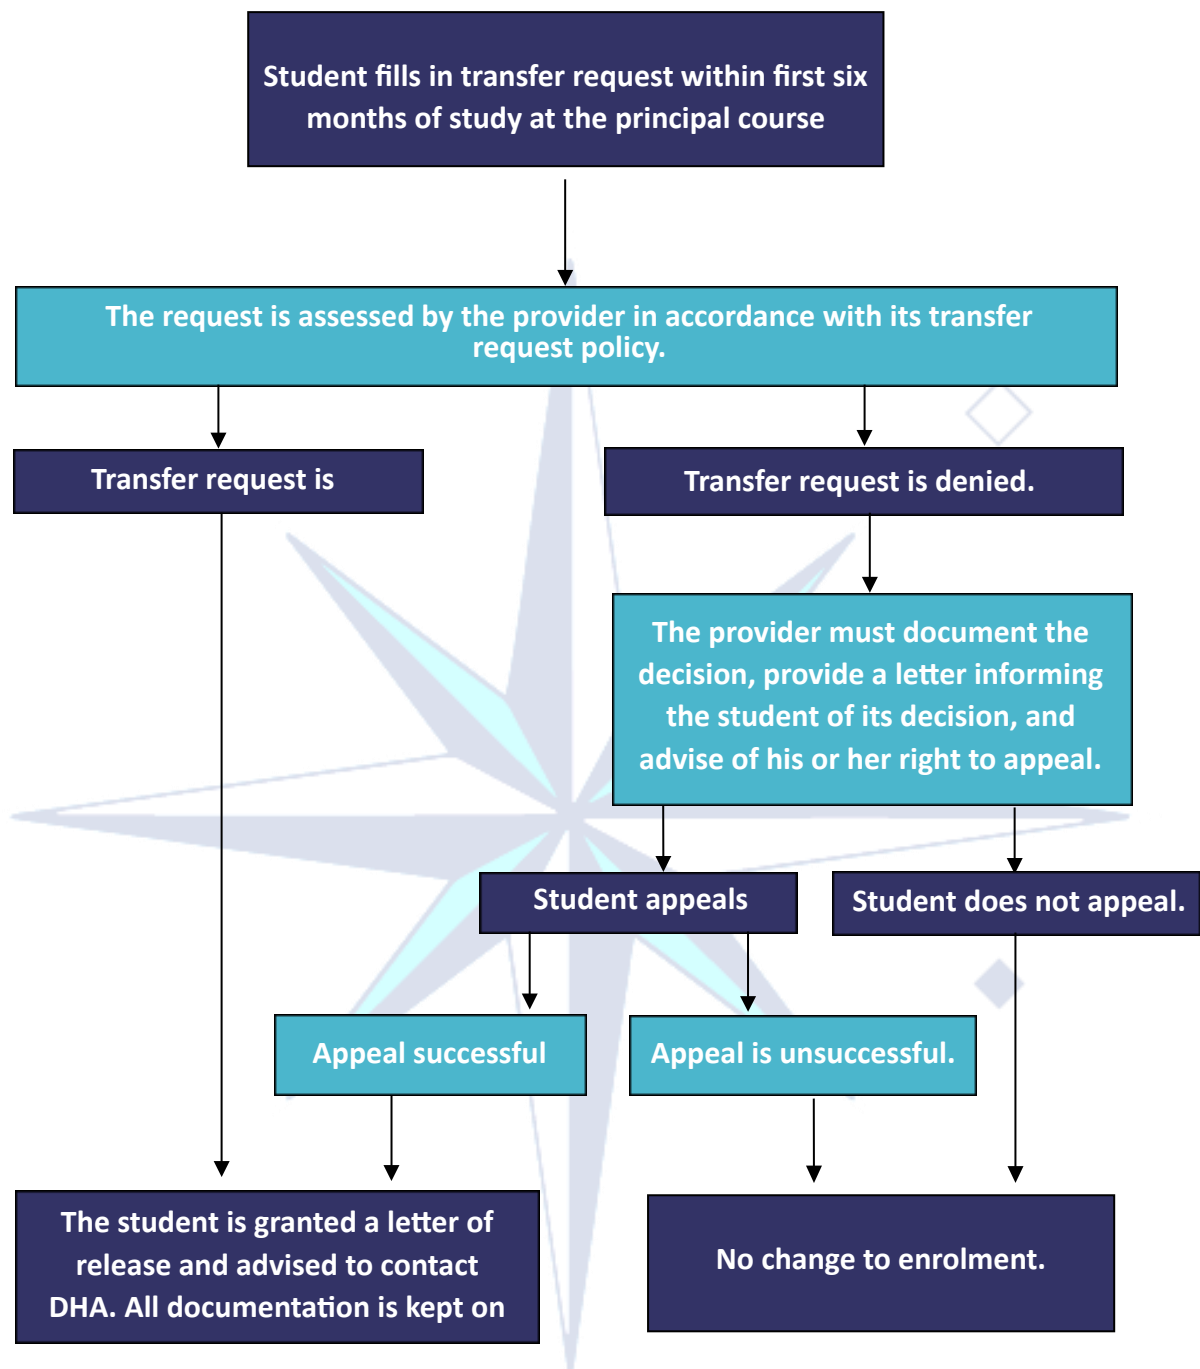 Student fills in transfer request within first six
months of study at the principal course
The request is assessed by the provider in accordance with its transfer
request policy.
Transfer request is
Transfer request is denied.
The provider must document the
decision, provide a letter informing
the student of its decision, and
advise of his or her right to appeal.
Student appeals
Student does not appeal.
Appeal successful
Appeal is unsuccessful.
The student is granted a letter of
release and advised to contact
DHA. All documentation is kept on
No change to enrolment.